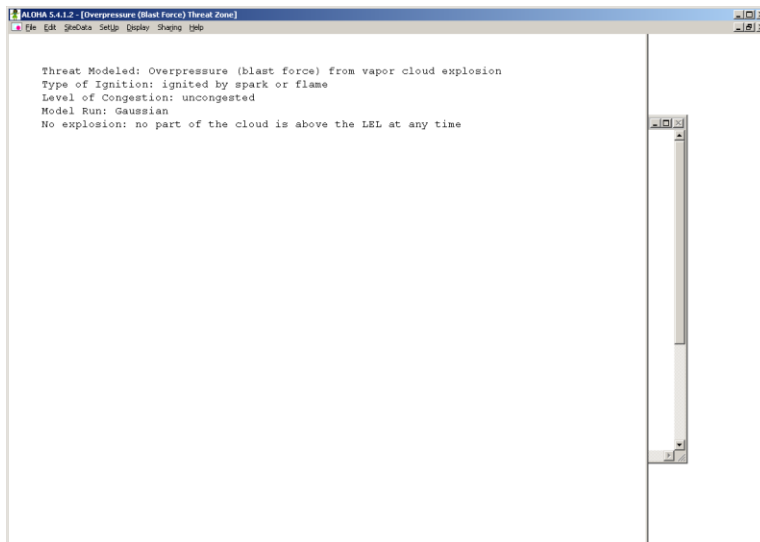 ALOHA 5.4.1.2 - [Overpressure (Blast Force) Threat Zone]
File Edit SiteData SetUp Display Sharing Help
Threat Modeled: Overpressure (blast force) from vapor cloud explosion
Type of Ignition: ignited by spark or flame
Level of Congestion: uncongested
Model Run: Gaussian
No explosion: no part of the cloud is above the LEL at any time